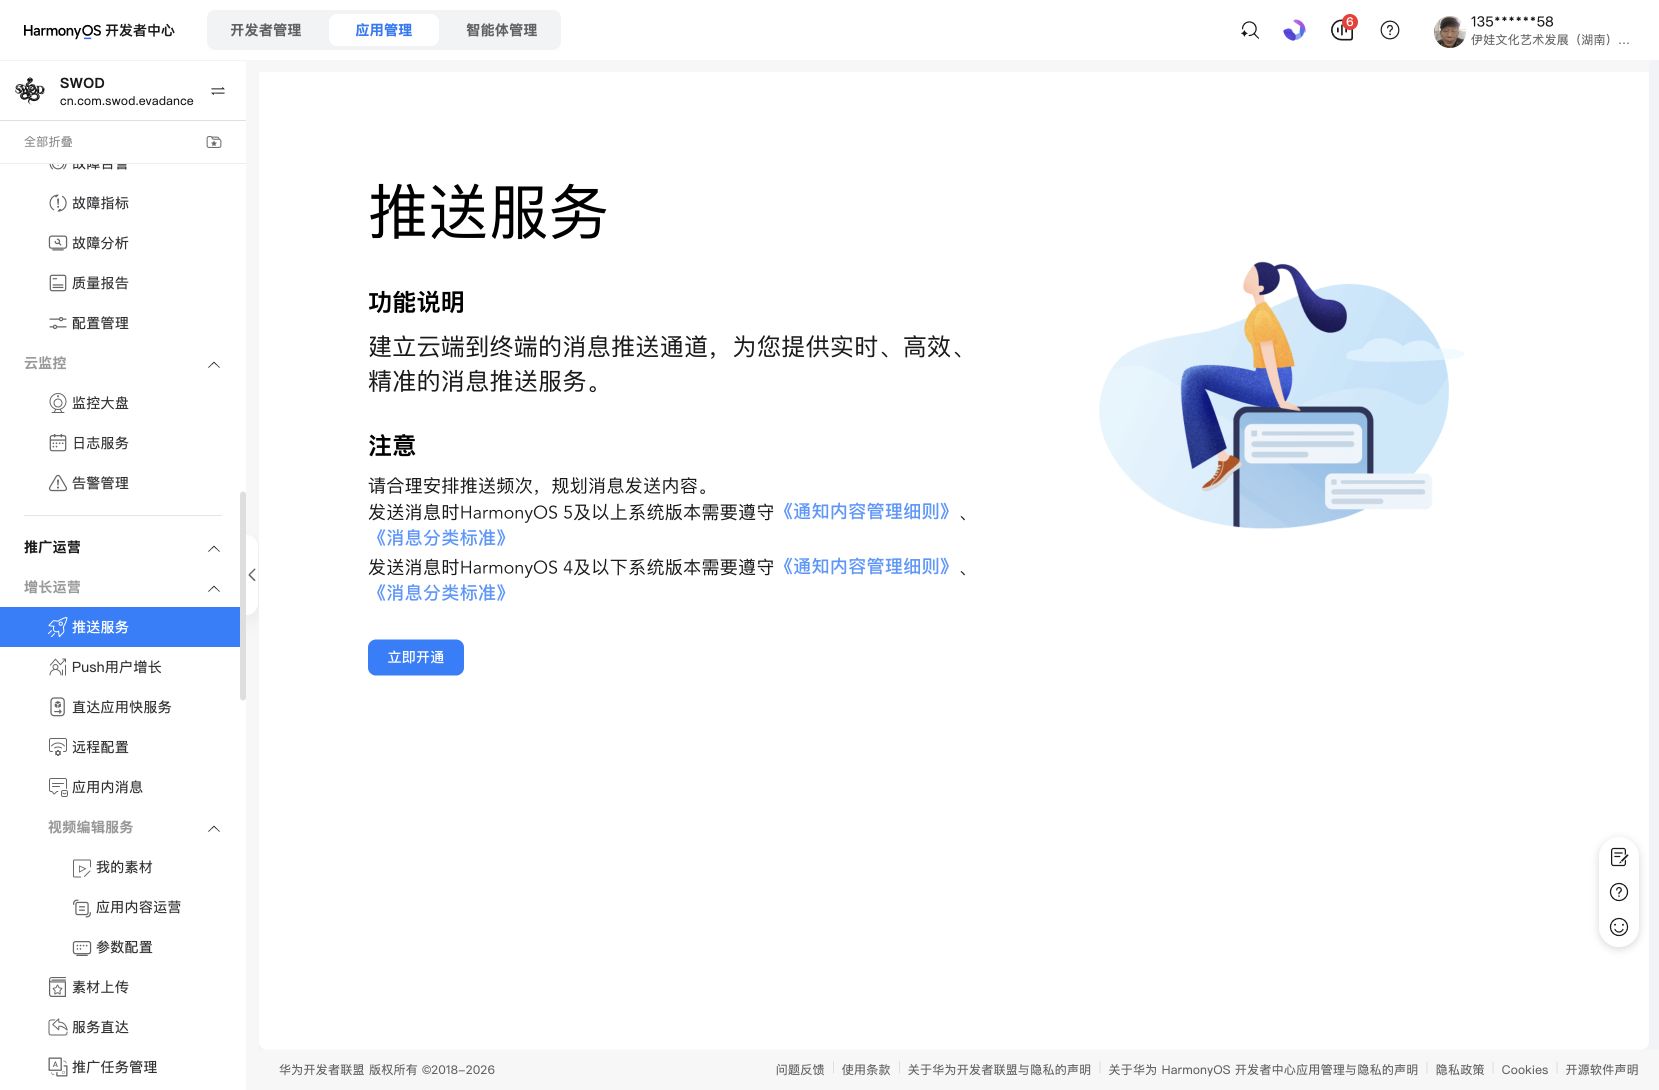 HarmonyOS 开发者中心
开发者管理
应用管理
智能体管理
6
135******58
伊娃文化艺术发展（湖南）...
SWOD
cn.com.swod.evadance
全部折叠
故障告警
故障指标
故障分析
质量报告
配置管理
云监控
监控大盘
日志服务
告警管理
推广运营
增长运营
推送服务
Push用户增长
直达应用快服务
远程配置
应用内消息
视频编辑服务
我的素材
应用内容运营
参数配置
素材上传
服务直达
推广任务管理
推送服务
功能说明
建立云端到终端的消息推送通道，为您提供实时、高效、
精准的消息推送服务。
注意
请合理安排推送频次，规划消息发送内容。
发送消息时HarmonyOS 5及以上系统版本需要遵守《通知内容管理细则》、
《消息分类标准》
发送消息时HarmonyOS 4及以下系统版本需要遵守《通知内容管理细则》、
《消息分类标准》
立即开通
华为开发者联盟 版权所有 ©2018-2026
问题反馈
使用条款
关于华为开发者联盟与隐私的声明
关于华为 HarmonyOS 开发者中心应用管理与隐私的声明
隐私政策
Cookies
开源软件声明